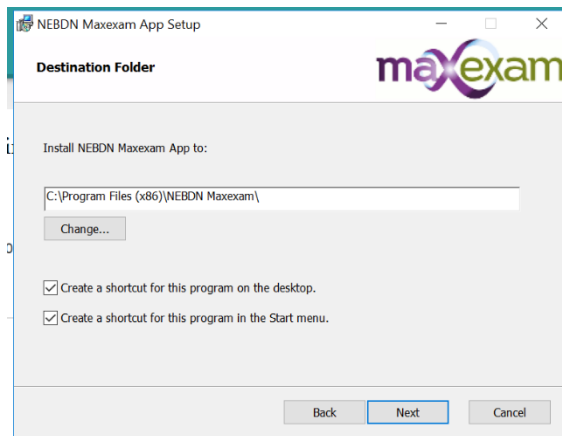 NEBDN Maxexam App Setup
Destination Folder
maxexam
Install NEBDN Maxexam App to:
C:\Program Files (x86)\NEBDN Maxexam\
Change...
Create a shortcut for this program on the desktop.
Create a shortcut for this program in the Start menu.
Back Next Cancel